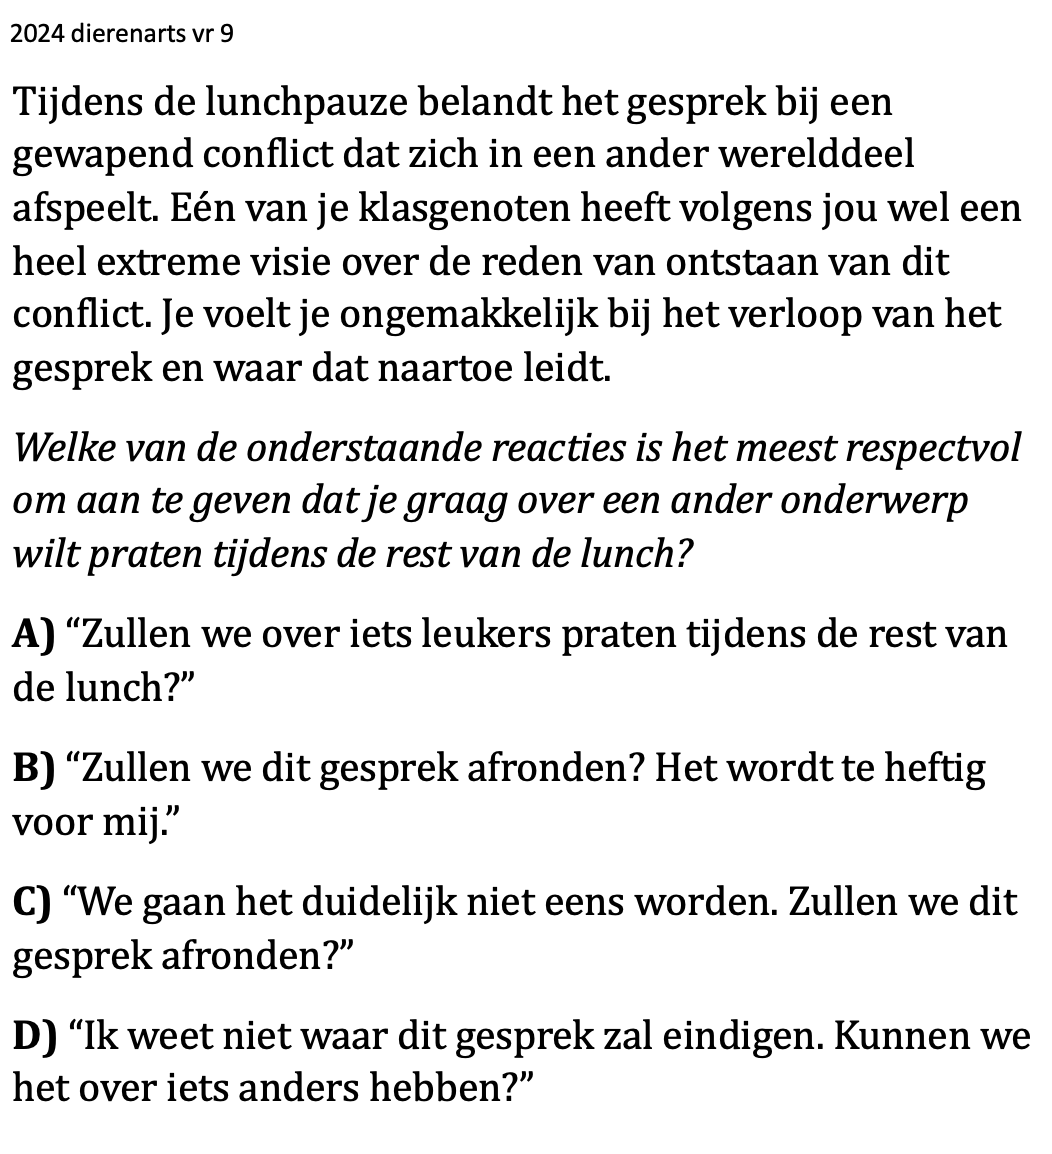 2024 dierenarts vr 9
Tijdens de lunchpauze belandt het gesprek bij een
gewapend conflict dat zich in een ander werelddeel
afspeelt. Eén van je klasgenoten heeft volgens jou wel een
heel extreme visie over de reden van ontstaan van dit
conflict. Je voelt je ongemakkelijk bij het verloop van het
gesprek en waar dat naartoe leidt.
Welke van de onderstaande reacties is het meest respectvol
om aan te geven dat je graag over een ander onderwerp
wilt praten tijdens de rest van de lunch?
A) “Zullen we over iets leukers praten tijdens de rest van
de lunch?”
B) “Zullen we dit gesprek afronden? Het wordt te heftig
voor mij.”
C) “We gaan het duidelijk niet eens worden. Zullen we dit
gesprek afronden?”
D) “Ik weet niet waar dit gesprek zal eindigen. Kunnen we
het over iets anders hebben?”